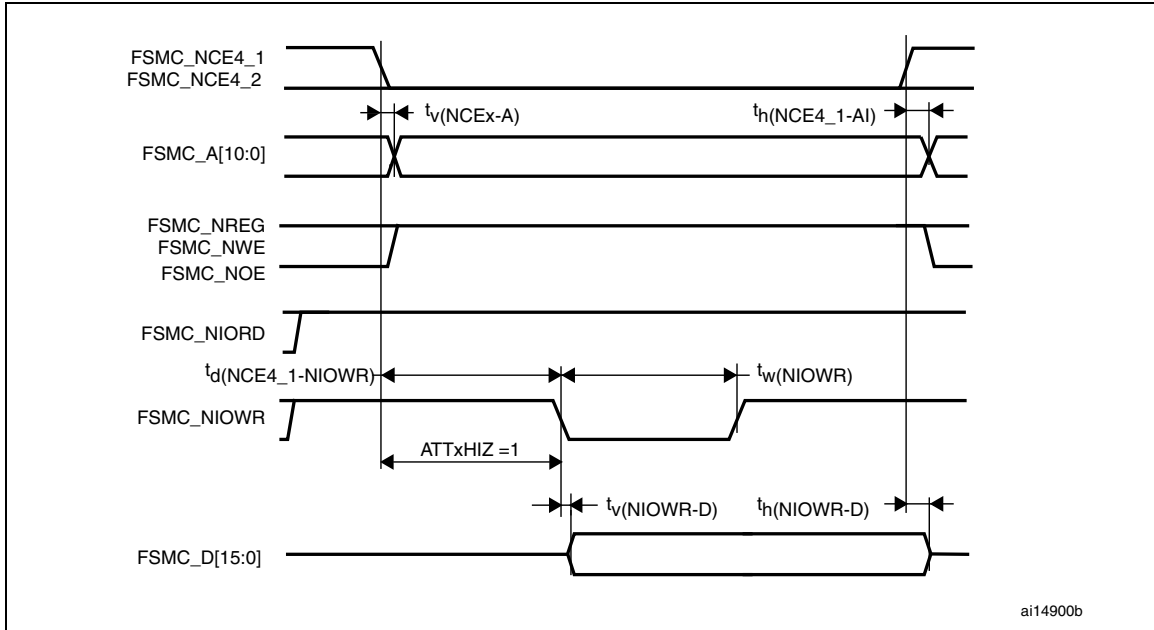 FSMC_NCE4_1
FSMC_NCE4_2
tv(NCEx-A)
th(NCE4_1-AI)
FSMC_A[10:0]
FSMC_NREG
FSMC_NWE
FSMC_NOE
FSMC_NIORD
td(NCE4_1-NIOWR)
tw(NIOWR)
FSMC_NIOWR
ATTxHIZ =1
tv(NIOWR-D)
th(NIOWR-D)
FSMC_D[15:0]
ai14900b